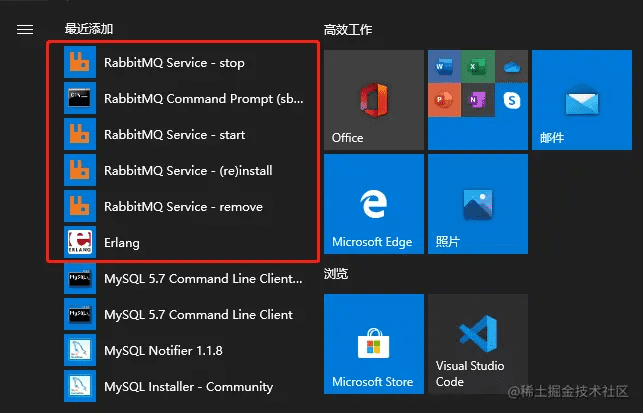 最近添加
RabbitMQ Service - stop
RabbitMQ Command Prompt (sb...
RabbitMQ Service - start
RabbitMQ Service - (re)install
RabbitMQ Service - remove
ERLANG
Erlang
MySQL 5.7 Command Line Client...
MySQL 5.7 Command Line Client
MySQL Notifier 1.1.8
MySQL Installer - Community
高效工作
Office
邮件
Microsoft Edge
照片
浏览
Microsoft Store
Visual Studio
Code
@稀土掘金技术社区